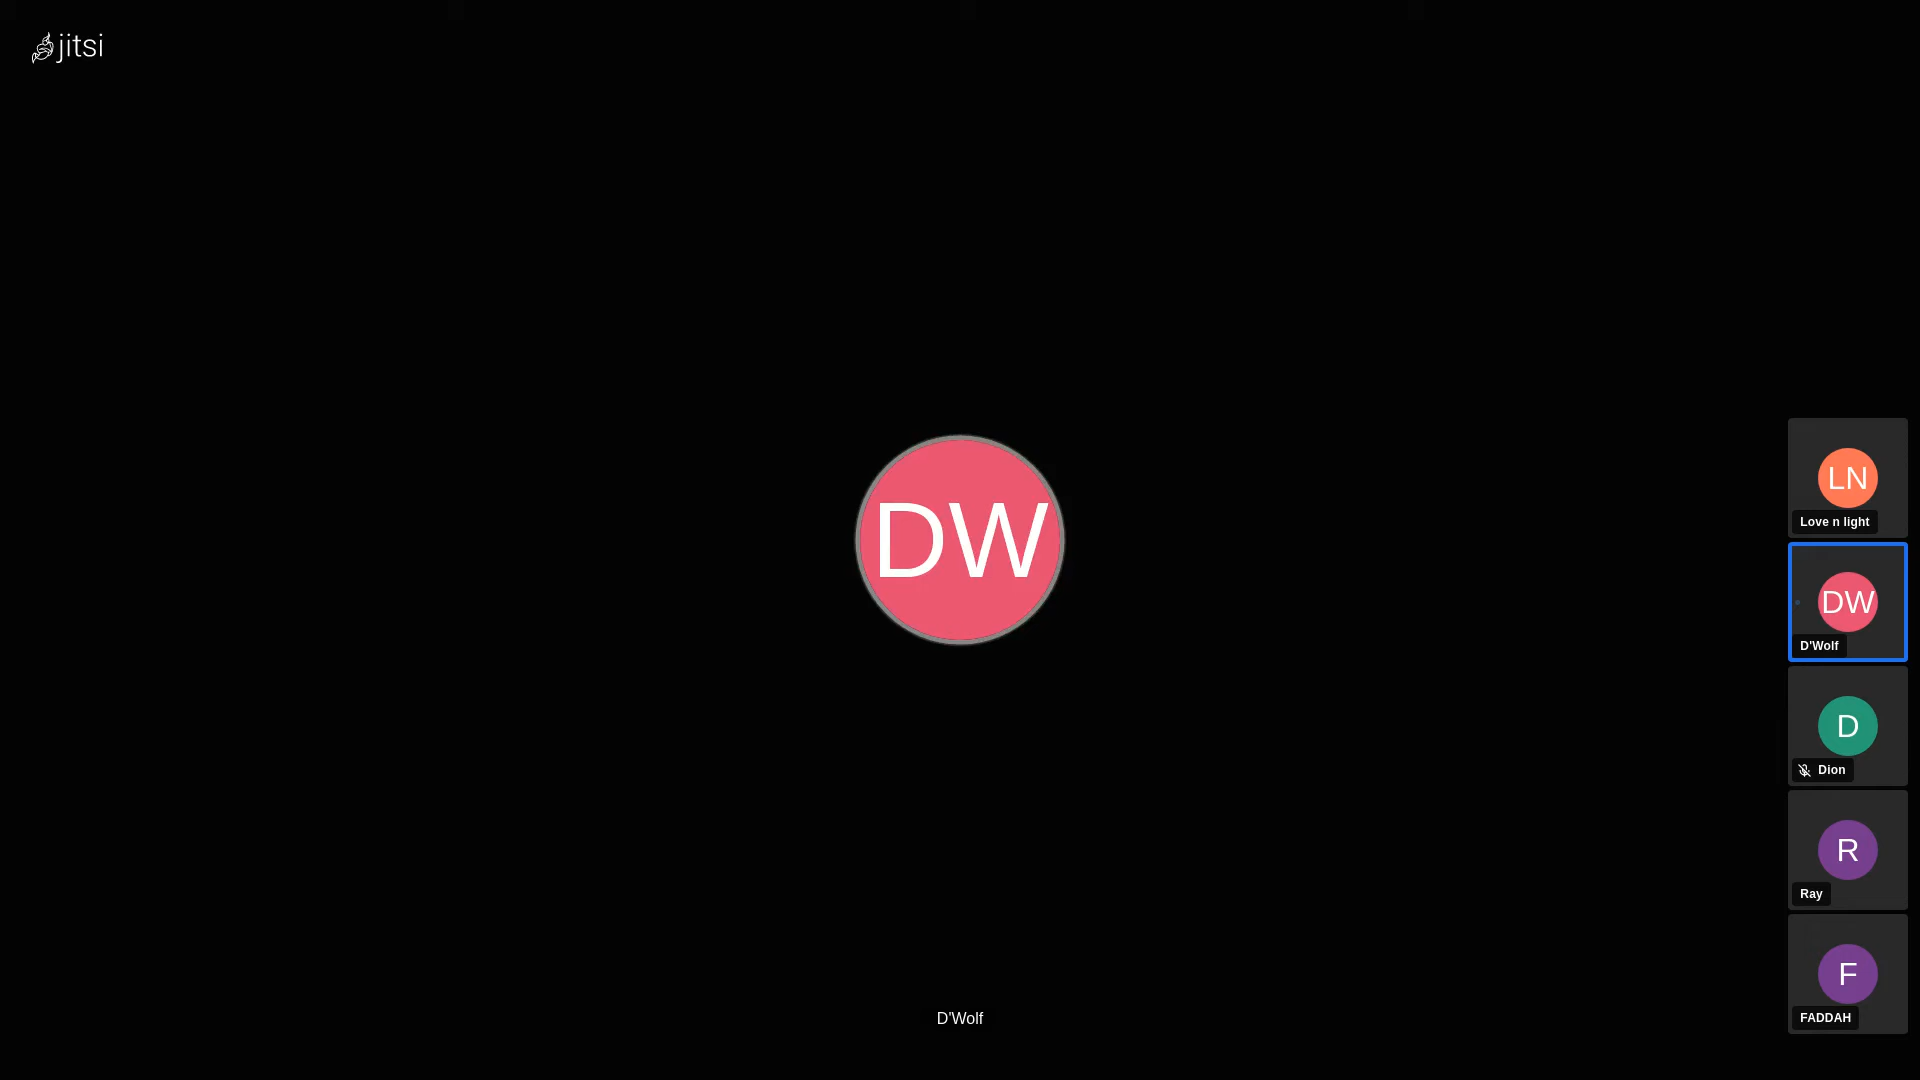 jitsi
DW
D'Wolf
LN
Love n light
DW
D'Wolf
D
Dion
R
Ray
F
FADDAH